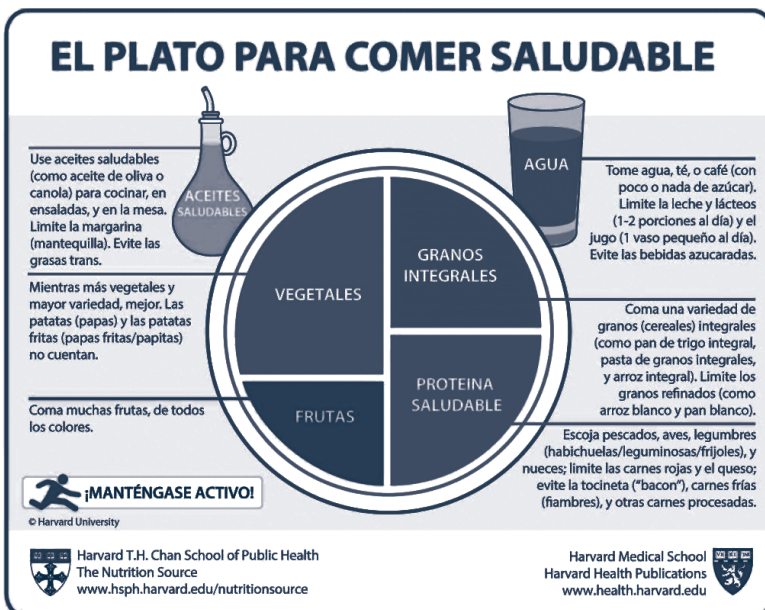 EL PLATO PARA COMER SALUDABLE
Use aceites saludables
(como aceite de oliva o
canola) para cocinar, en
ensaladas, y en la mesa.
Limite la margarina
(mantequilla). Evite las
grasas trans.
ACEITES
SALUDABLES
AGUA
Tome agua, té, o café (con
poco o nada de azúcar).
Limite la leche y lácteos
(1-2 porciones al día) y el
jugo (1 vaso pequeño al día).
Evite las bebidas azucaradas.
Mientras más vegetales y
mayor variedad, mejor. Las
patatas (papas) y las patatas
fritas (papas fritas/papitas)
no cuentan.
VEGETALES
GRANOS
INTEGRALES
Coma una variedad de
granos (cereales) integrales
(como pan de trigo integral,
pasta de granos integrales,
y arroz integral). Limite los
granos refinados (como
arroz blanco y pan blanco).
Coma muchas frutas, de todos
los colores.
FRUTAS
PROTEINA
SALUDABLE
Escoja pescados, aves, legumbres
(habichuelas/leguminosas/frijoles), y
nueces; limite las carnes rojas y el queso;
evite la tocineta ("bacon"), carnes frías
(fiambres), y otras carnes procesadas.
¡MANTÉNGASE ACTIVO!
© Harvard University
Harvard T.H. Chan School of Public Health
The Nutrition Source
www.hsph.harvard.edu/nutritionsource
Harvard Medical School
Harvard Health Publications
www.health.harvard.edu